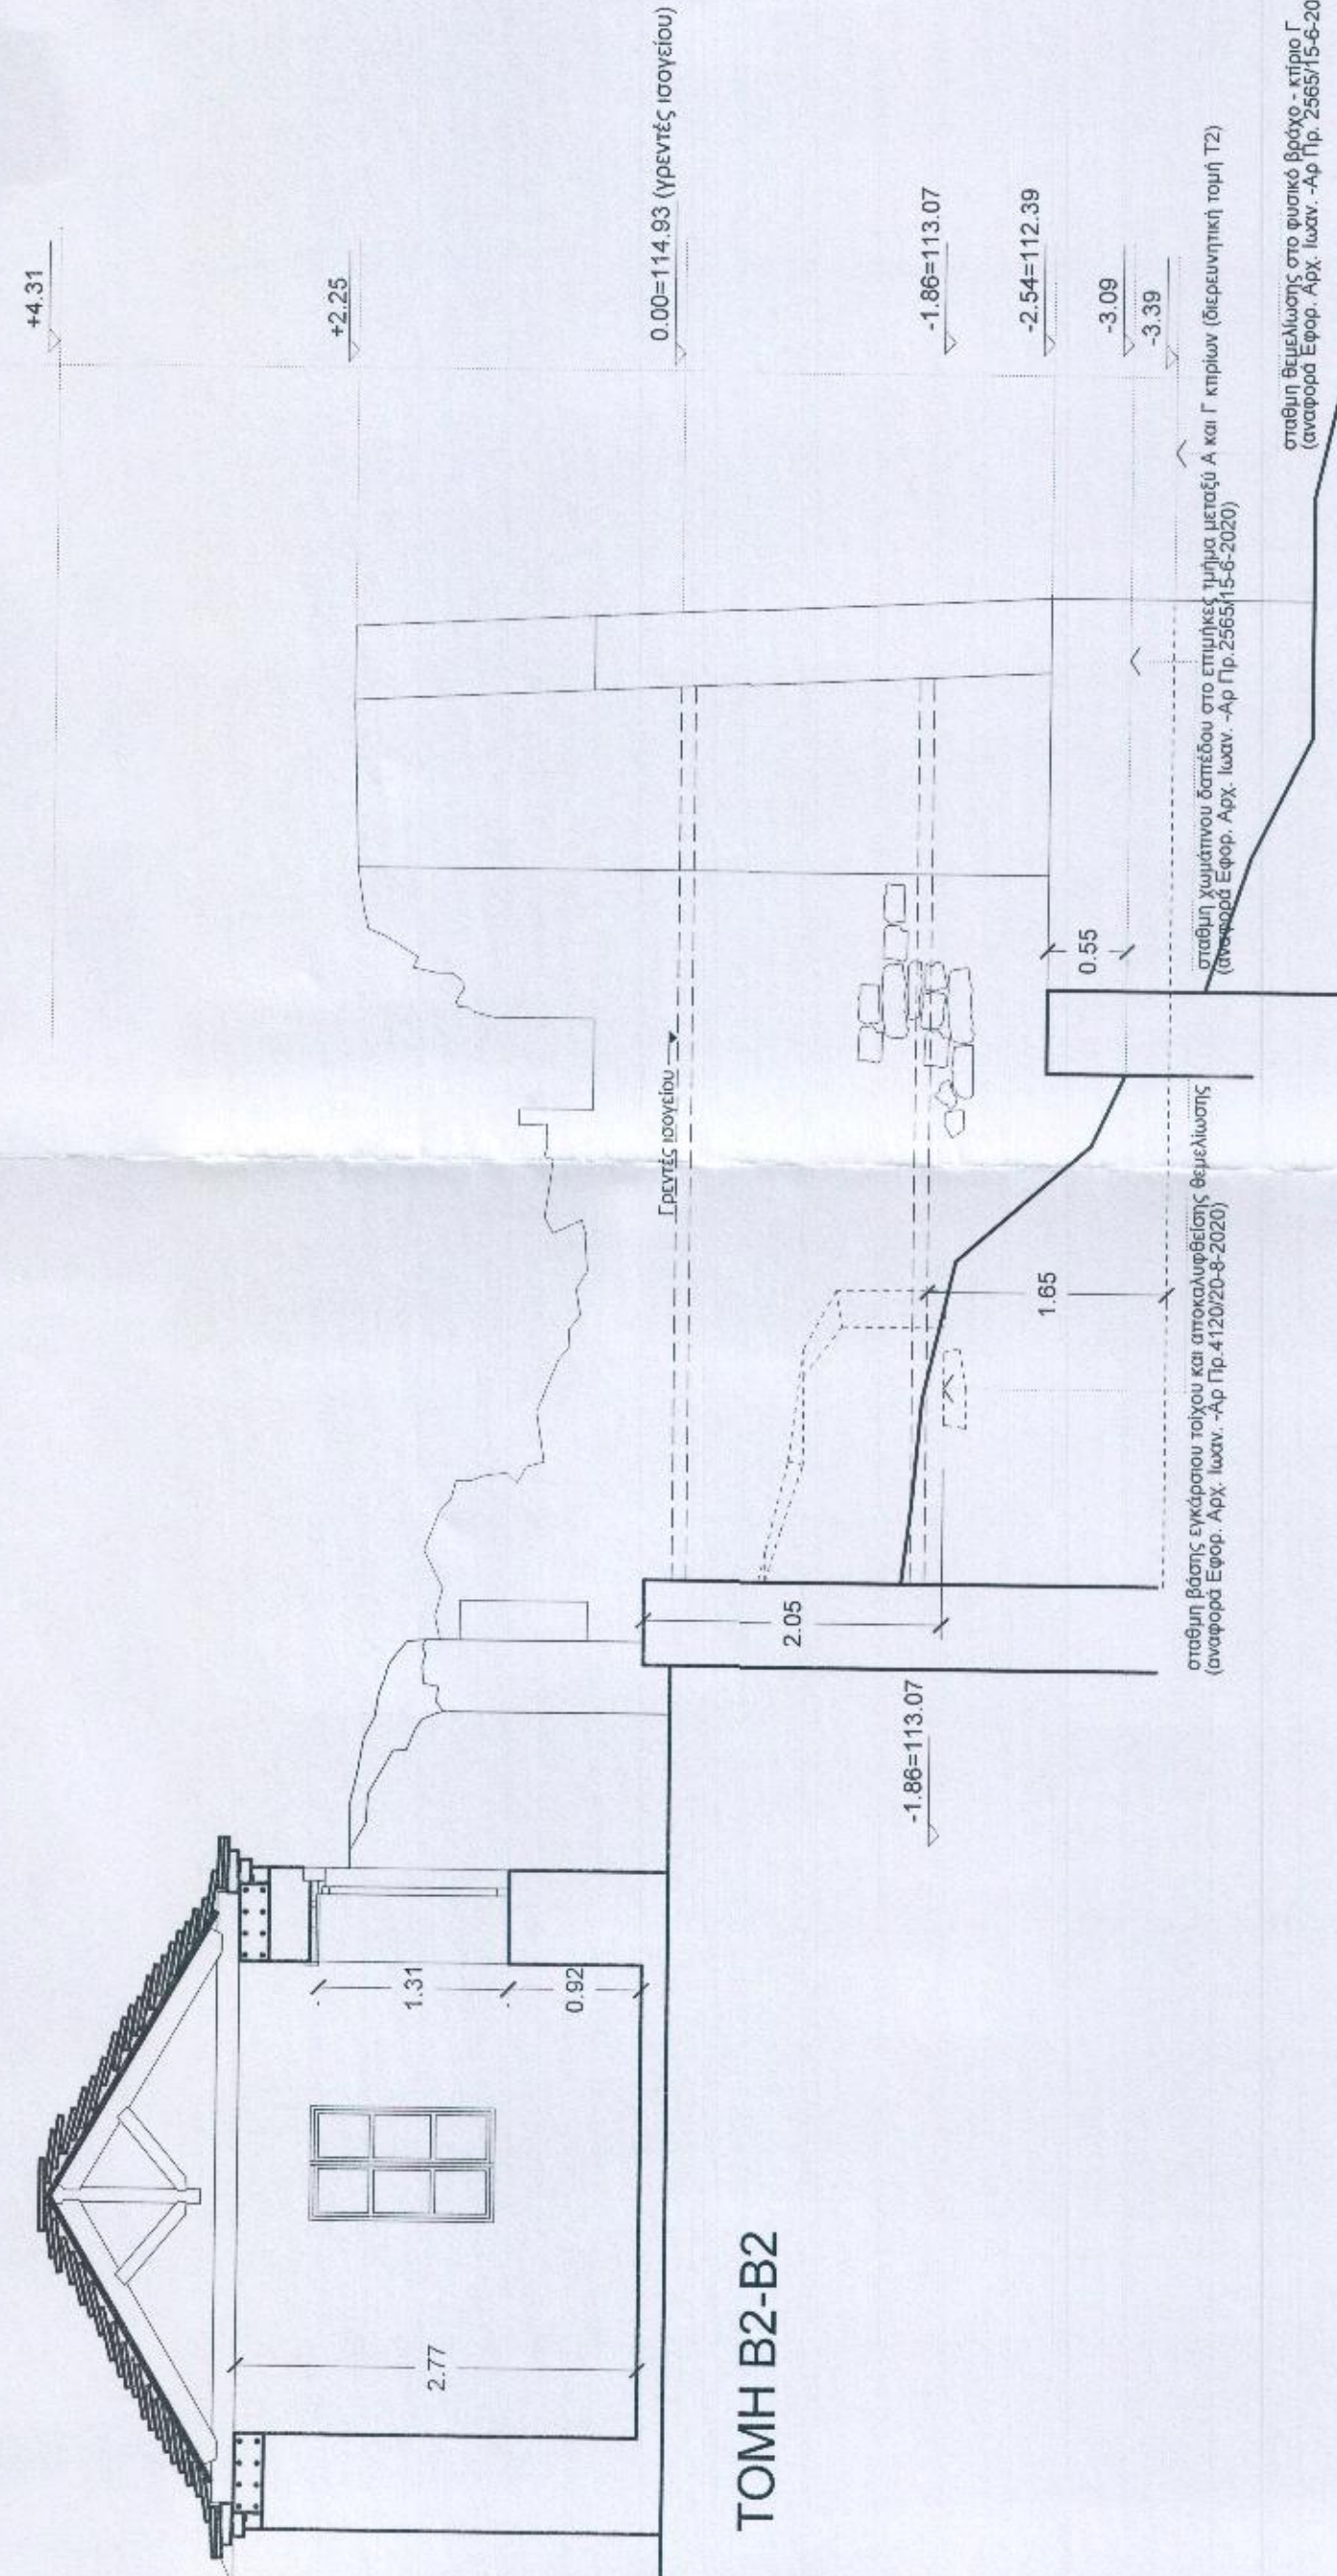 +4.31
+2.25
0.00=114.93 (γρεντές ισογείου)
-1.86=113.07
-2.54=112.39
-3.09
-3.39
Γρεντές ισογείου
0.55
1.65
2.05
-1.86=113.07
1.31
0.92
2.77
σταθμη θεμελίωσης στο φυσικό βράχο - κτίριο Γ
(αναφορά Εφορ. Αρχ. Ιωαν. -Αρ Πρ. 2565/15-6-20
σταθμη χωμάτινου δαπέδου στο επιμήκες τμήμα μεταξύ Α και Γ κτιρίων (διερευνητική τομή Τ2)
(αναφορά Εφορ. Αρχ. Ιωαν. -Αρ Πρ.2565/15-6-2020)
σταθμη βάσης εγκάρσιου τοίχου και αποκαλυφθείσης θεμελίωσης
(αναφορά Εφορ. Αρχ. Ιωαν. -Αρ Πρ.4120/20-8-2020)
ΤΟΜΗ Β2-Β2